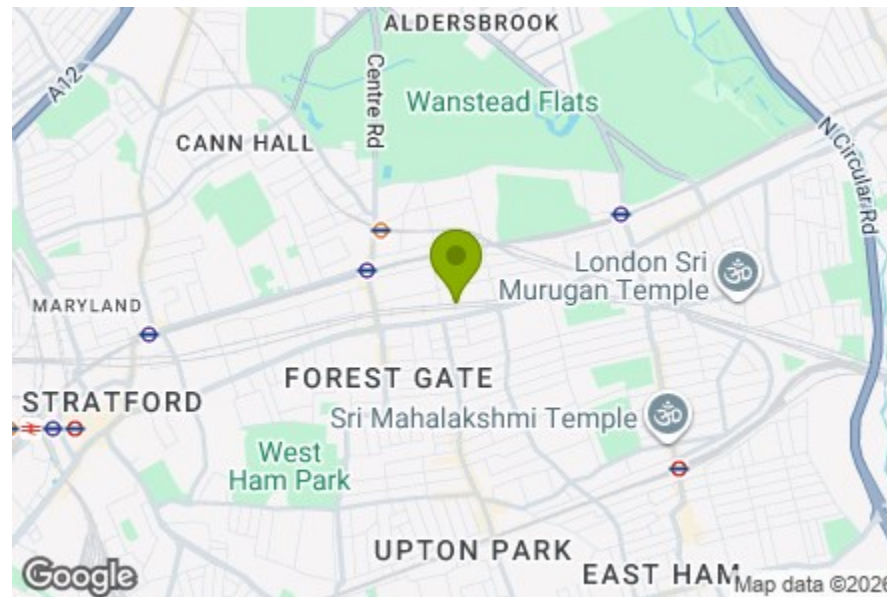 ALDERSBROOK
A12
Centre Rd
Wanstead Flats
CANN HALL
N Circular Rd
London Sri
Murugan Temple
MARYLAND
FOREST GATE
STRATFORD
Sri Mahalakshmi Temple
West
Ham Park
UPTON PARK
EAST HAM
Google
Map data ©2026